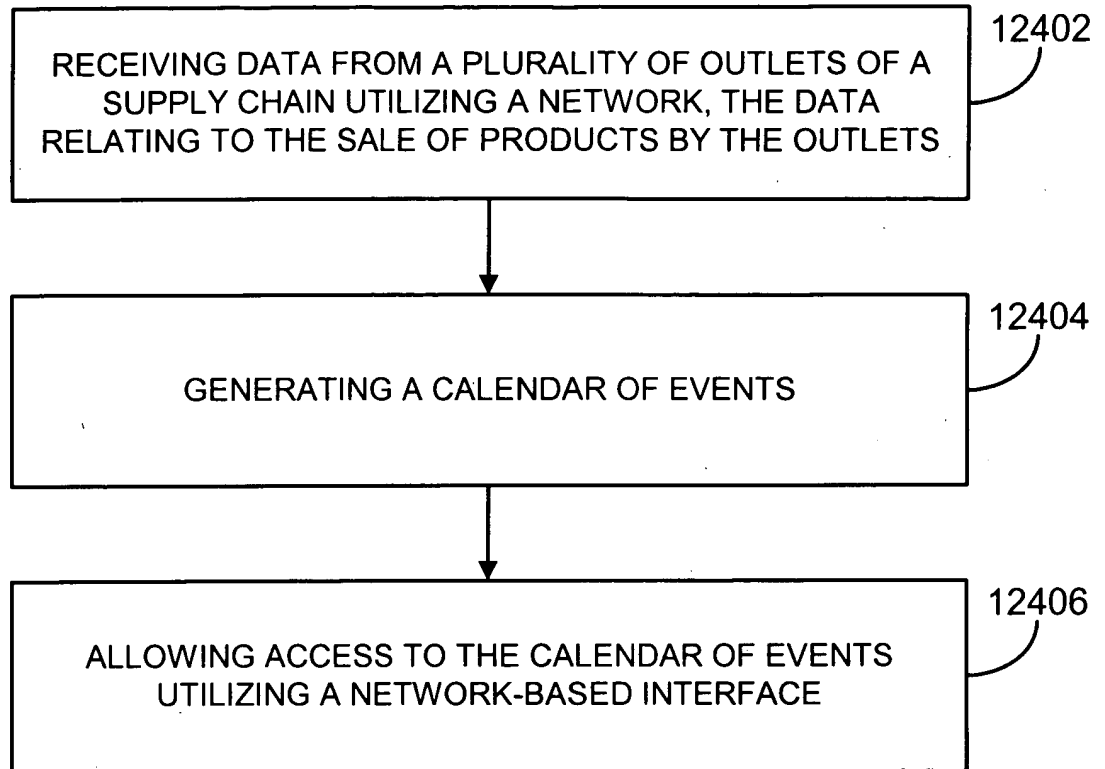 12402
RECEIVING DATA FROM A PLURALITY OF OUTLETS OF A
SUPPLY CHAIN UTILIZING A NETWORK, THE DATA
RELATING TO THE SALE OF PRODUCTS BY THE OUTLETS
12404
GENERATING A CALENDAR OF EVENTS
12406
ALLOWING ACCESS TO THE CALENDAR OF EVENTS
UTILIZING A NETWORK-BASED INTERFACE